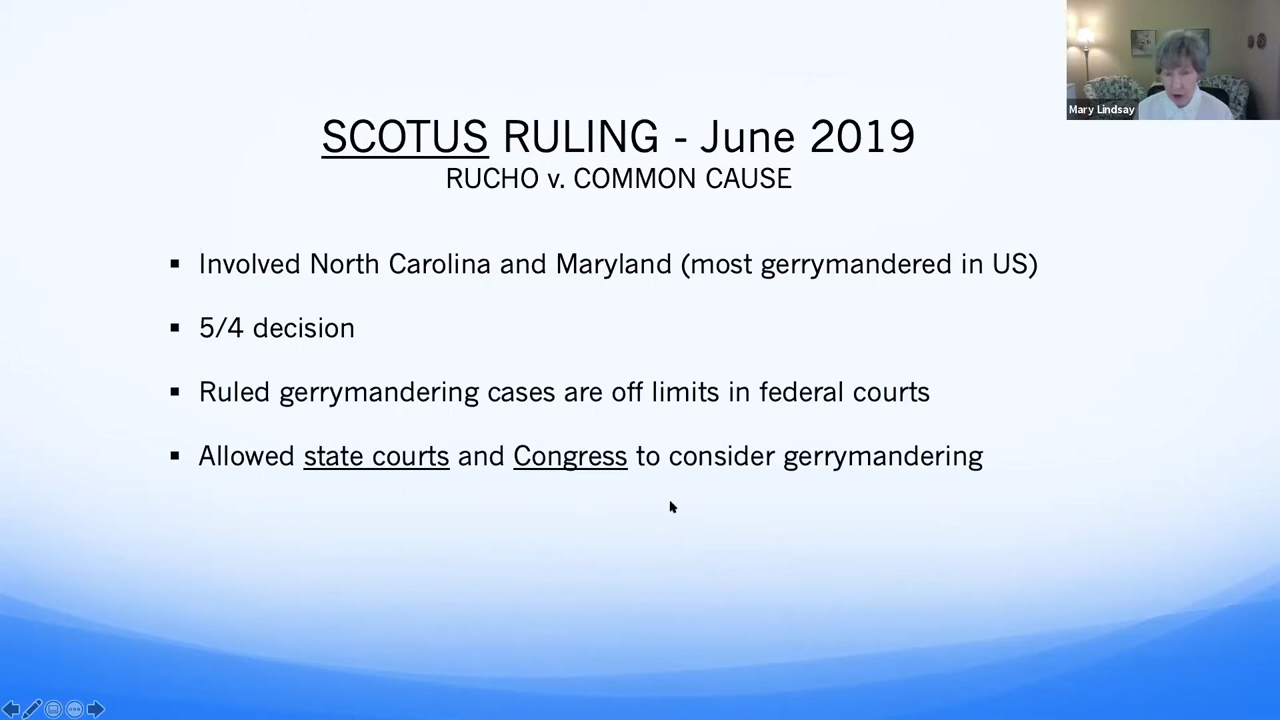 SCOTUS RULING - June 2019
RUCHO v. COMMON CAUSE
▪ Involved North Carolina and Maryland (most gerrymandered in US)
▪ 5/4 decision
▪ Ruled gerrymandering cases are off limits in federal courts
▪ Allowed state courts and Congress to consider gerrymandering
Mary Lindsay